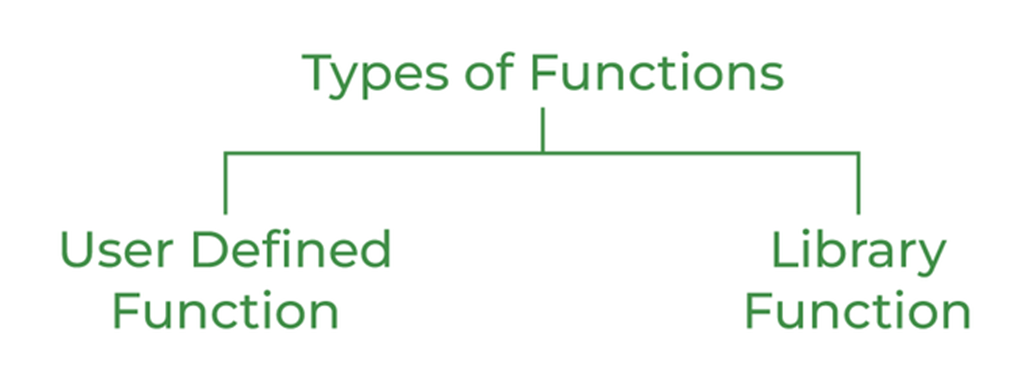 Types of Functions
User Defined
Function
Library
Function